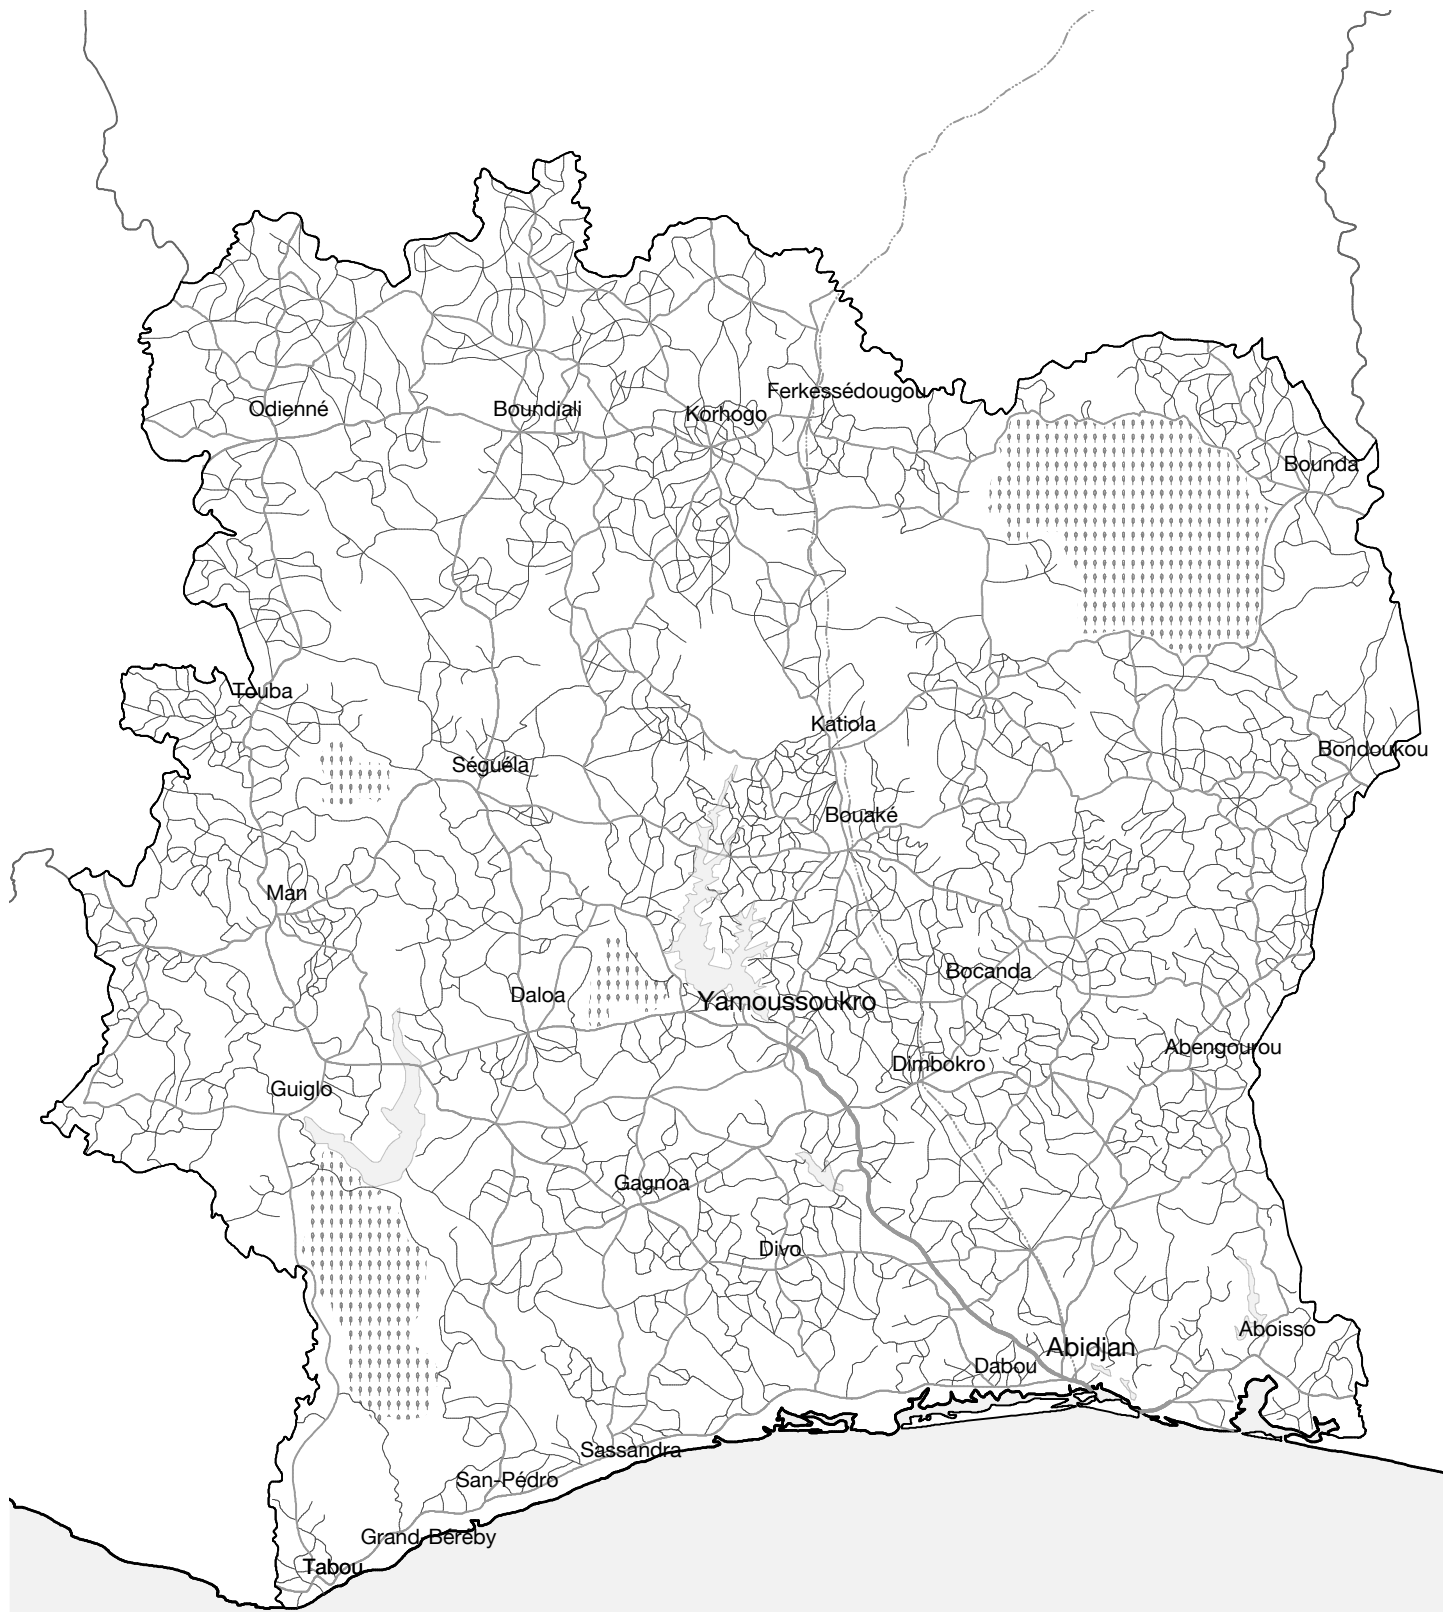 Ferkessédougou
Odienné
Boundiali
Korhogo
Bounda
Touba
Katiola
Bondoukou
Séguéla
Bouaké
Man
Bocanda
Daloa
Yamoussoukro
Abengourou
Dimbokro
Guiglo
Gagnoa
Divo
Aboisso
Abidjan
Dabou
Sassandra
San-Pédro
Grand-Béréby
Tabou